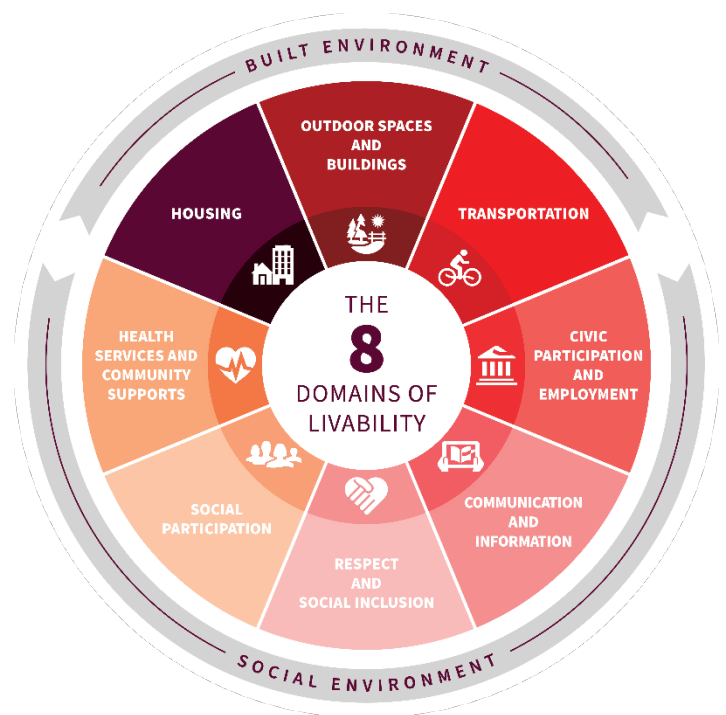 BUILT ENVIRONMENT
OUTDOOR SPACES
AND
BUILDINGS
TRANSPORTATION
CIVIC
PARTICIPATION
AND
EMPLOYMENT
COMMUNICATION
AND
INFORMATION
RESPECT
AND
SOCIAL INCLUSION
SOCIAL
PARTICIPATION
HEALTH
SERVICES AND
COMMUNITY
SUPPORTS
HOUSING
THE
8
DOMAINS OF
LIVABILITY
SOCIAL ENVIRONMENT